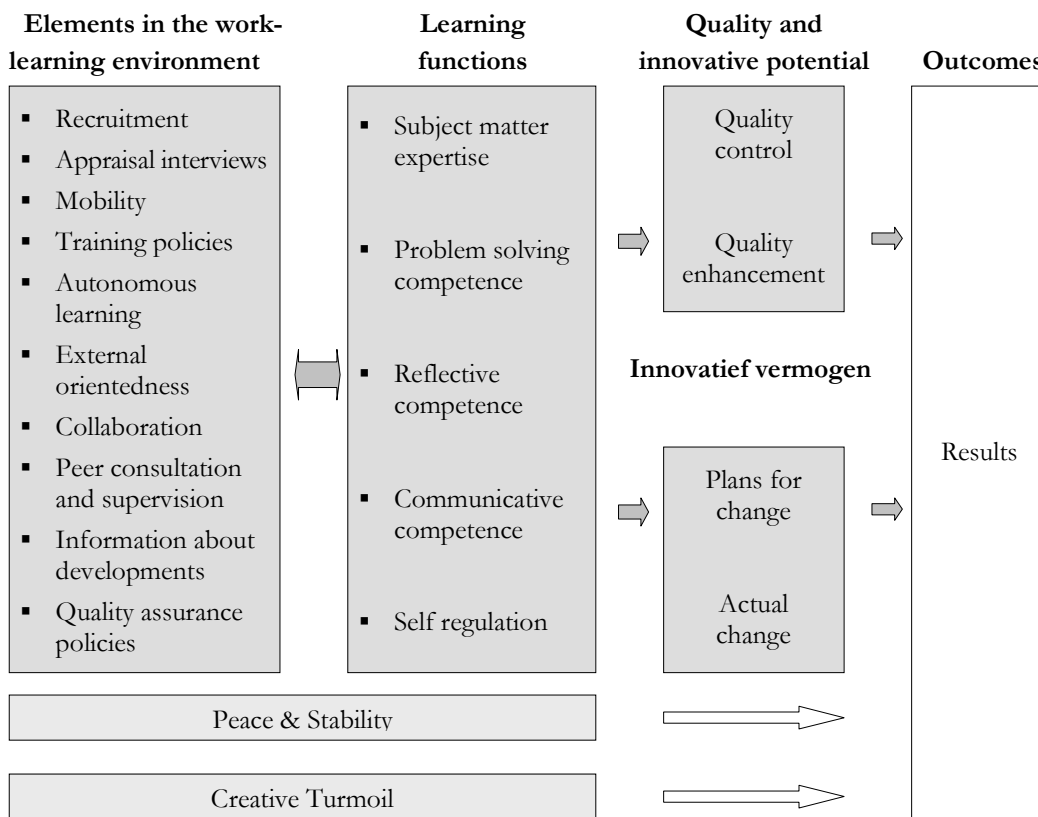 Elements in the work-
learning environment
▪ Recruitment
▪ Appraisal interviews
▪ Mobility
▪ Training policies
▪ Autonomous
learning
▪ External
orientedness
▪ Collaboration
▪ Peer consultation
and supervision
▪ Information about
developments
▪ Quality assurance
policies
Learning
functions
▪ Subject matter
expertise
▪ Problem solving
competence
▪ Reflective
competence
▪ Communicative
competence
▪ Self regulation
Quality and
innovative potential
Quality
control
Quality
enhancement
Innovatief vermogen
Plans for
change
Actual
change
Outcomes
Results
Peace & Stability
Creative Turmoil